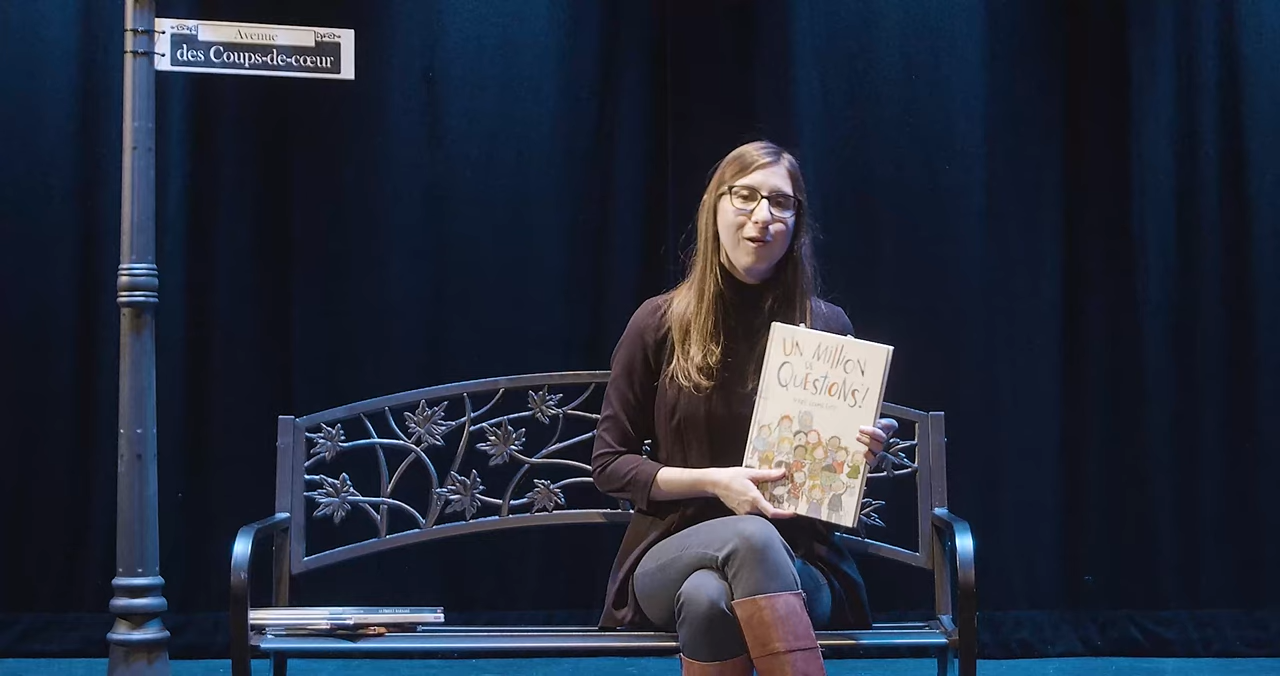 Avenue
des Coups-de-cœur
UN MILLION
DE
QUESTIONS!